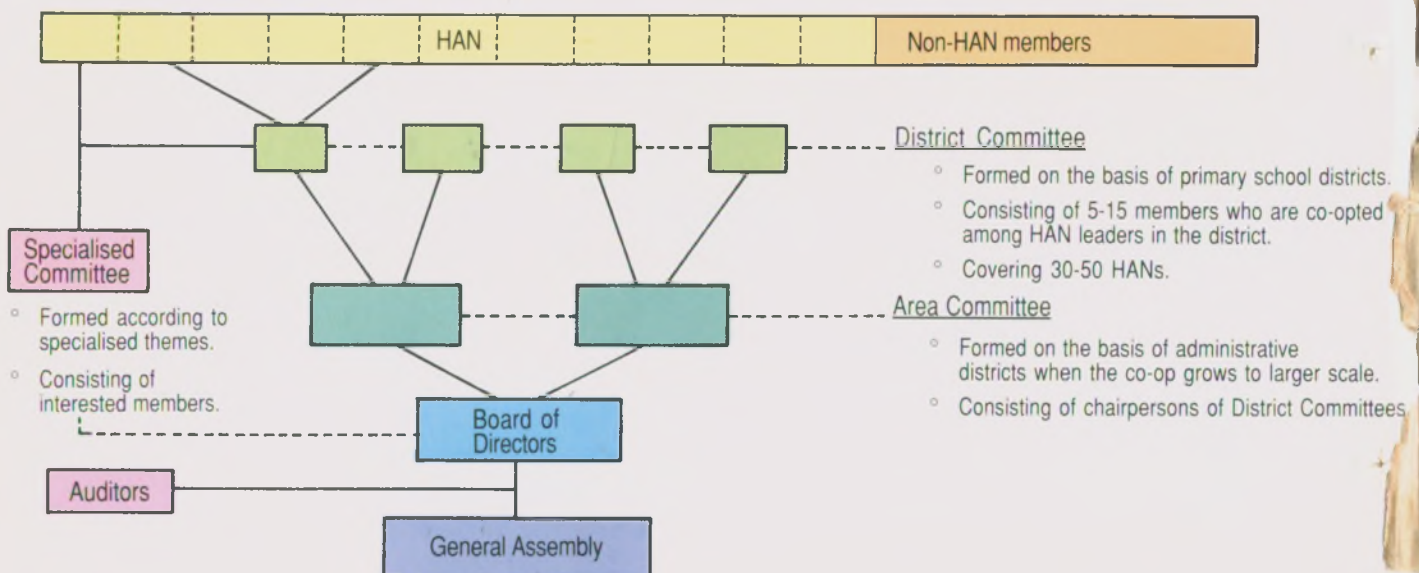 HAN
Non-HAN members
District Committee
° Formed on the basis of primary school districts.
° Consisting of 5-15 members who are co-opted
among HAN leaders in the district.
° Covering 30-50 HANs.
Specialised
Committee
° Formed according to
specialised themes.
° Consisting of
interested members.
Area Committee
° Formed on the basis of administrative
districts when the co-op grows to larger scale.
° Consisting of chairpersons of District Committees
Board of
Directors
Auditors
General Assembly